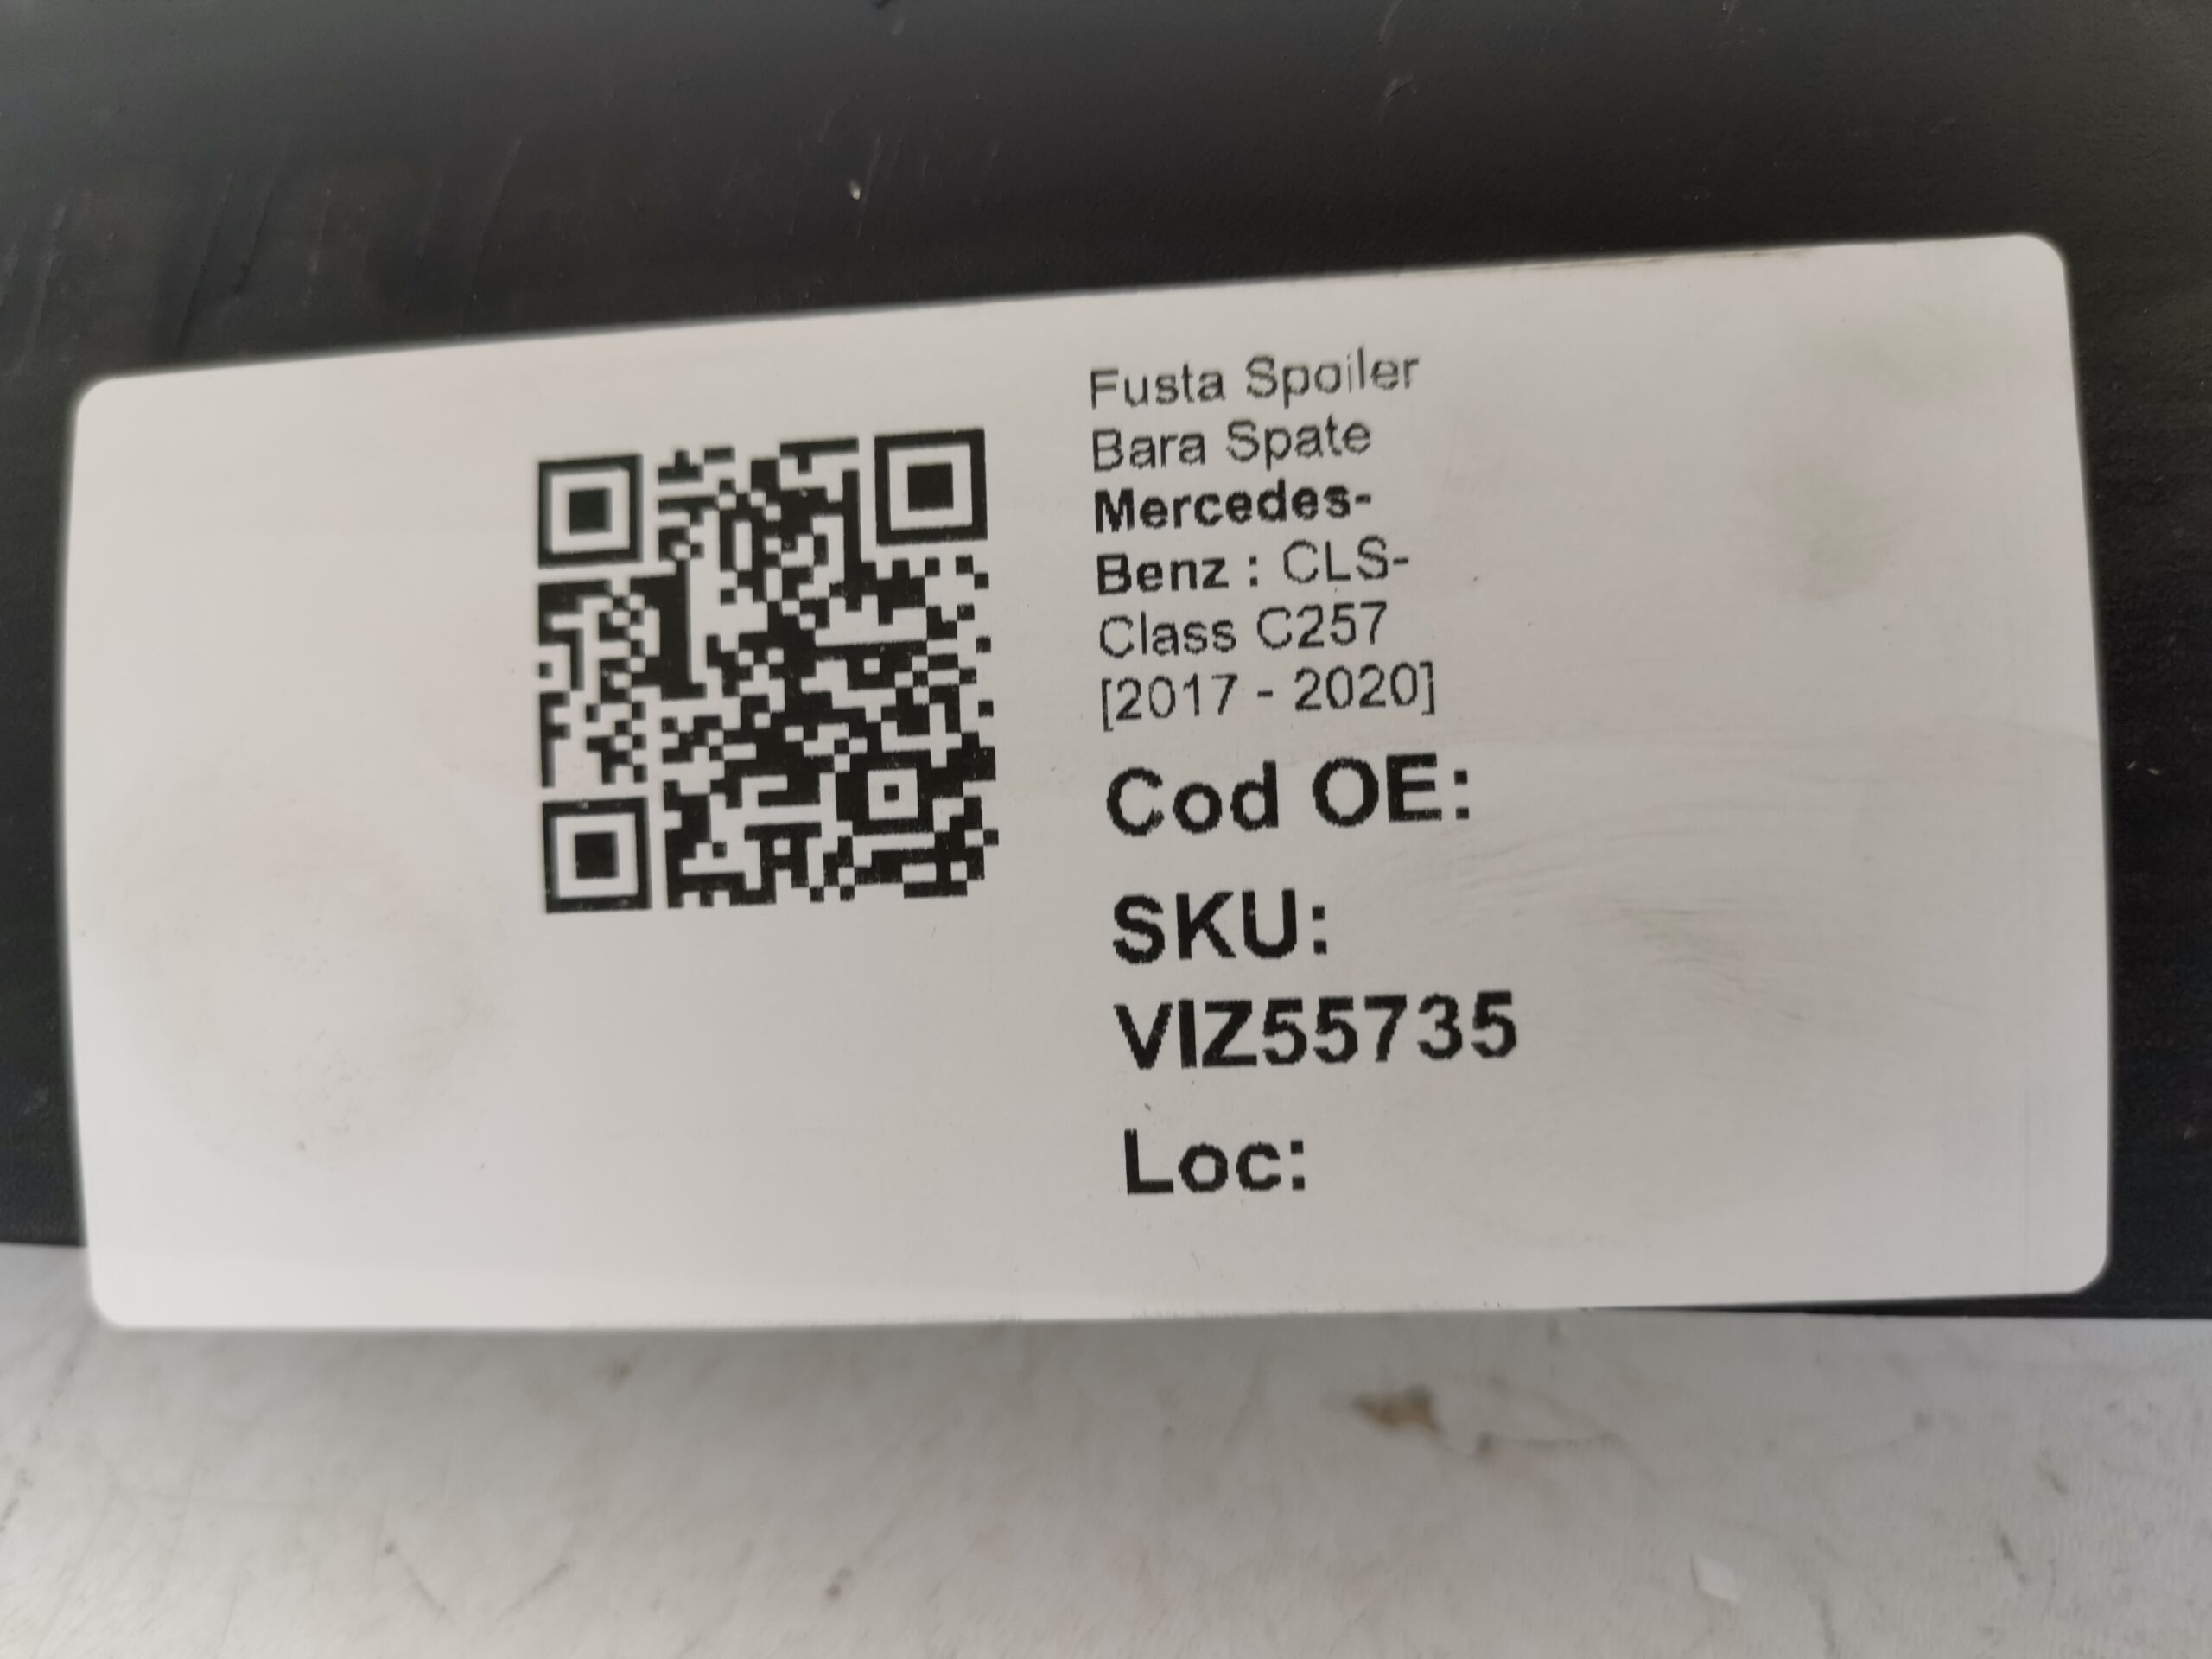 Fusta Spoiler
Bara Spate
Mercedes-
Benz : CLS-
Class C257
[2017 - 2020]
Cod OE:
SKU:
VIZ55735
Loc: